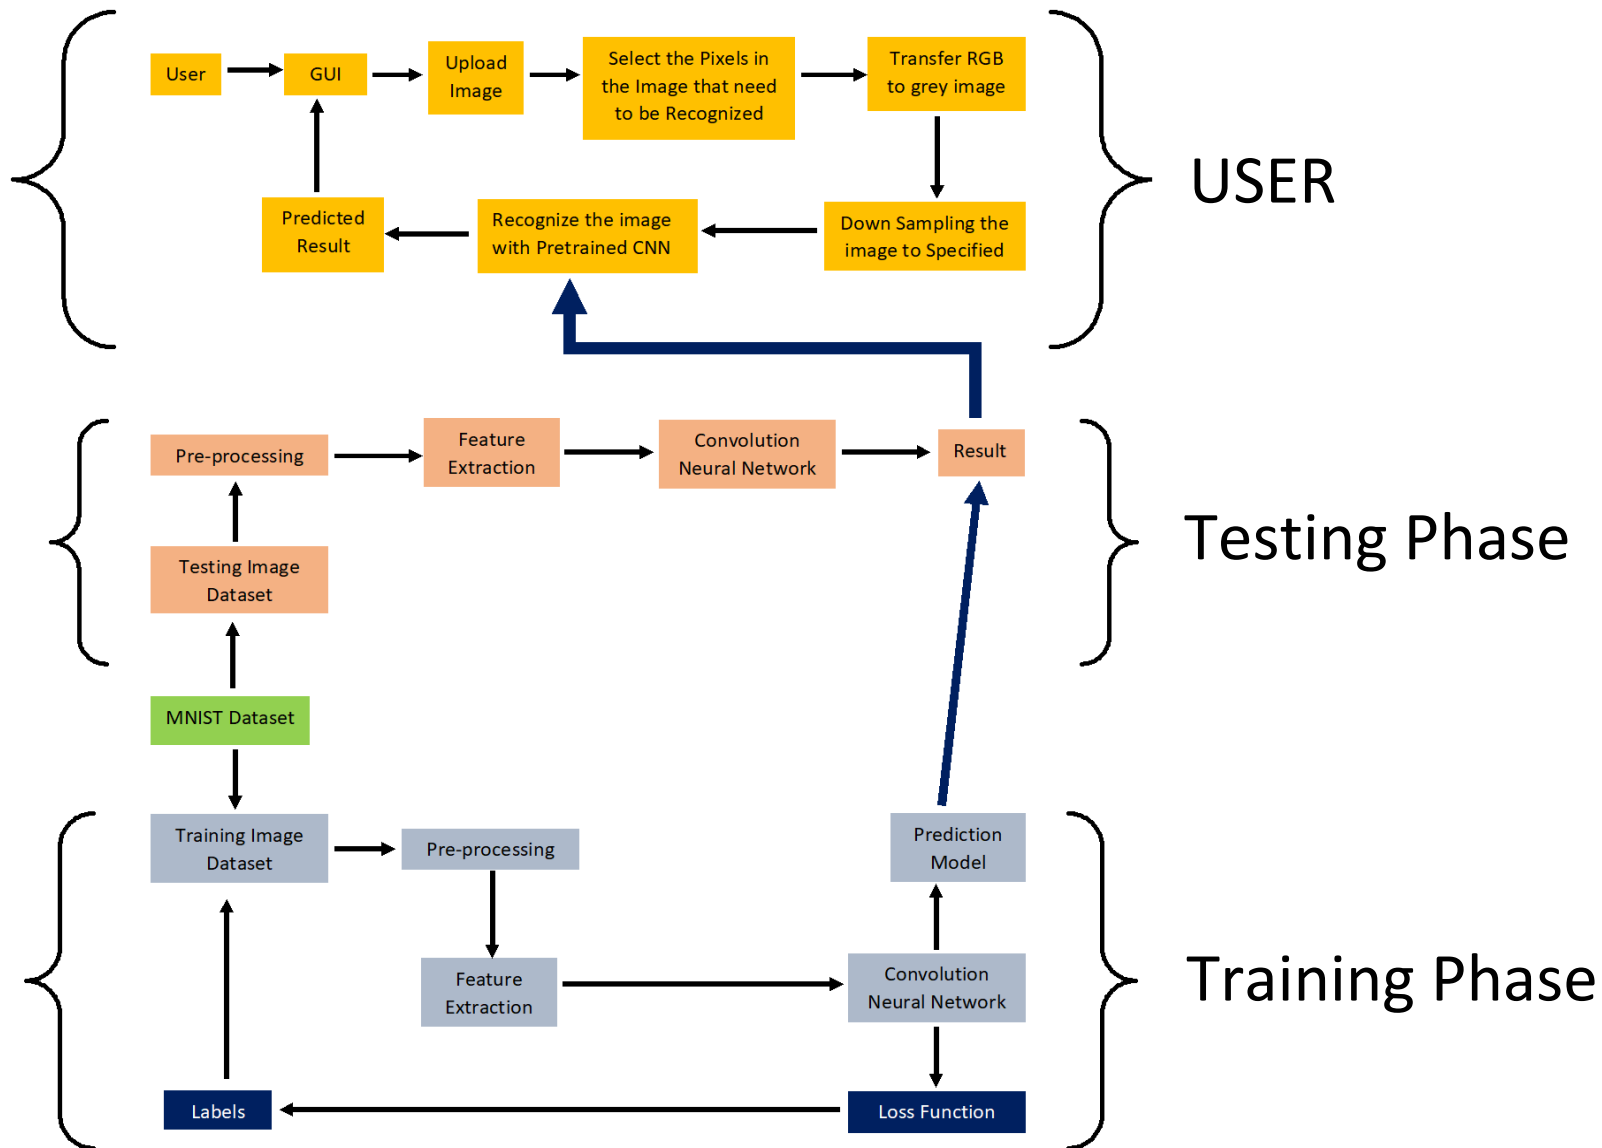 User
GUI
Upload
Image
Select the Pixels in
the Image that need
to be Recognized
Transfer RGB
to grey image
USER
Predicted
Result
Recognize the image
with Pretrained CNN
Down Sampling the
image to Specified
Pre-processing
Feature
Extraction
Convolution
Neural Network
Result
Testing Phase
Testing Image
Dataset
MNIST Dataset
Training Image
Dataset
Pre-processing
Prediction
Model
Feature
Extraction
Convolution
Neural Network
Training Phase
Labels
Loss Function